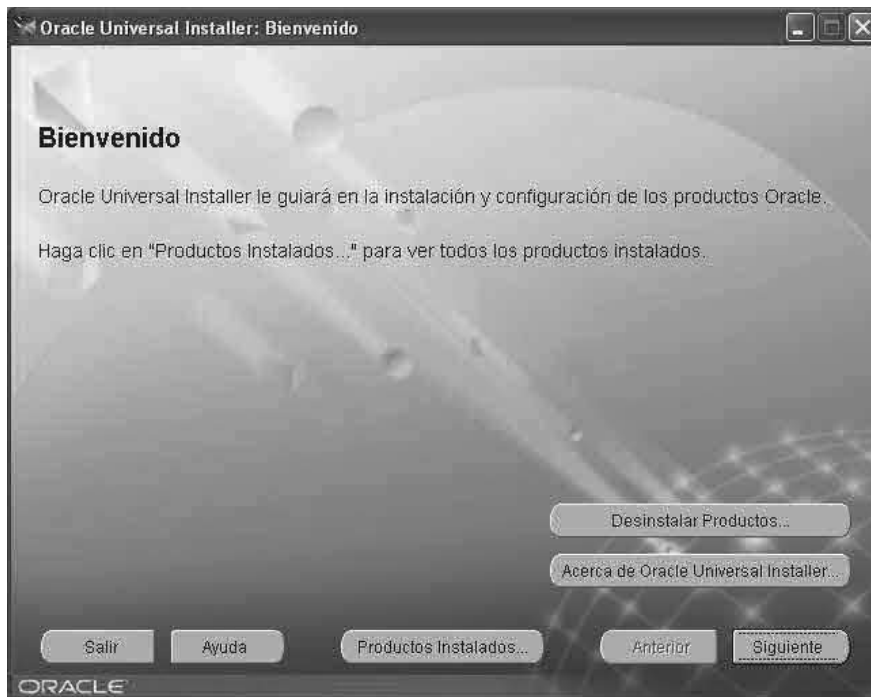 Oracle Universal Installer: Bienvenido
Bienvenido
Oracle Universal Installer le guiará en la instalación y configuración de los productos Oracle.
Haga clic en "Productos Instalados..." para ver todos los productos instalados.
Desinstalar Productos...
Acerca de Oracle Universal Installer...
Salir
Ayuda
Productos Instalados...
Anterior
Siguiente
ORACLE